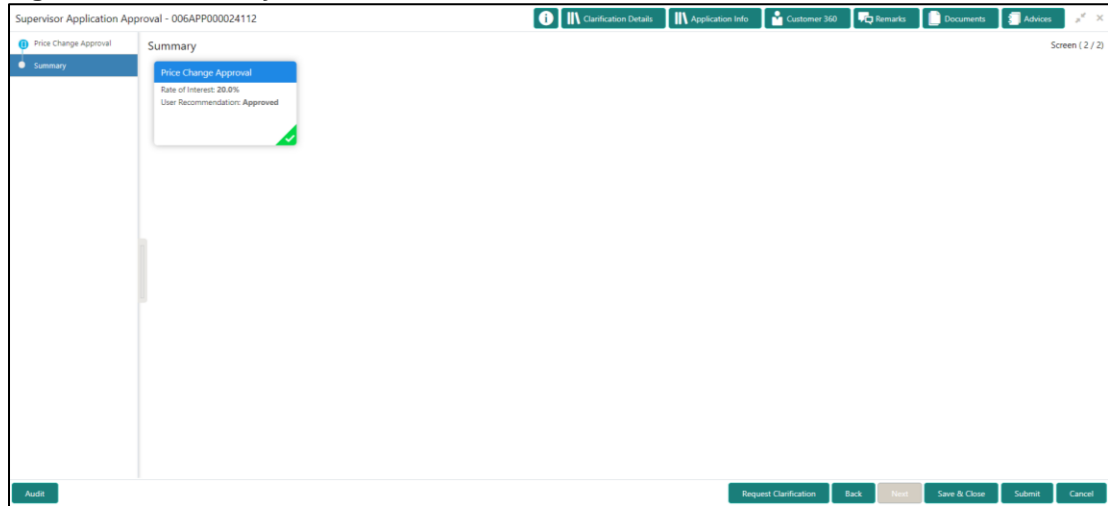 Supervisor Application Approval - 006APP000024112
Clarification Details
Application Info
Customer 360
Remarks
Documents
Advices
Price Change Approval
Summary
Summary
Screen ( 2 / 2)
Price Change Approval
Rate of Interest: 20.0%
User Recommendation: Approved
Audit
Request Clarification
Back
Next
Save & Close
Submit
Cancel